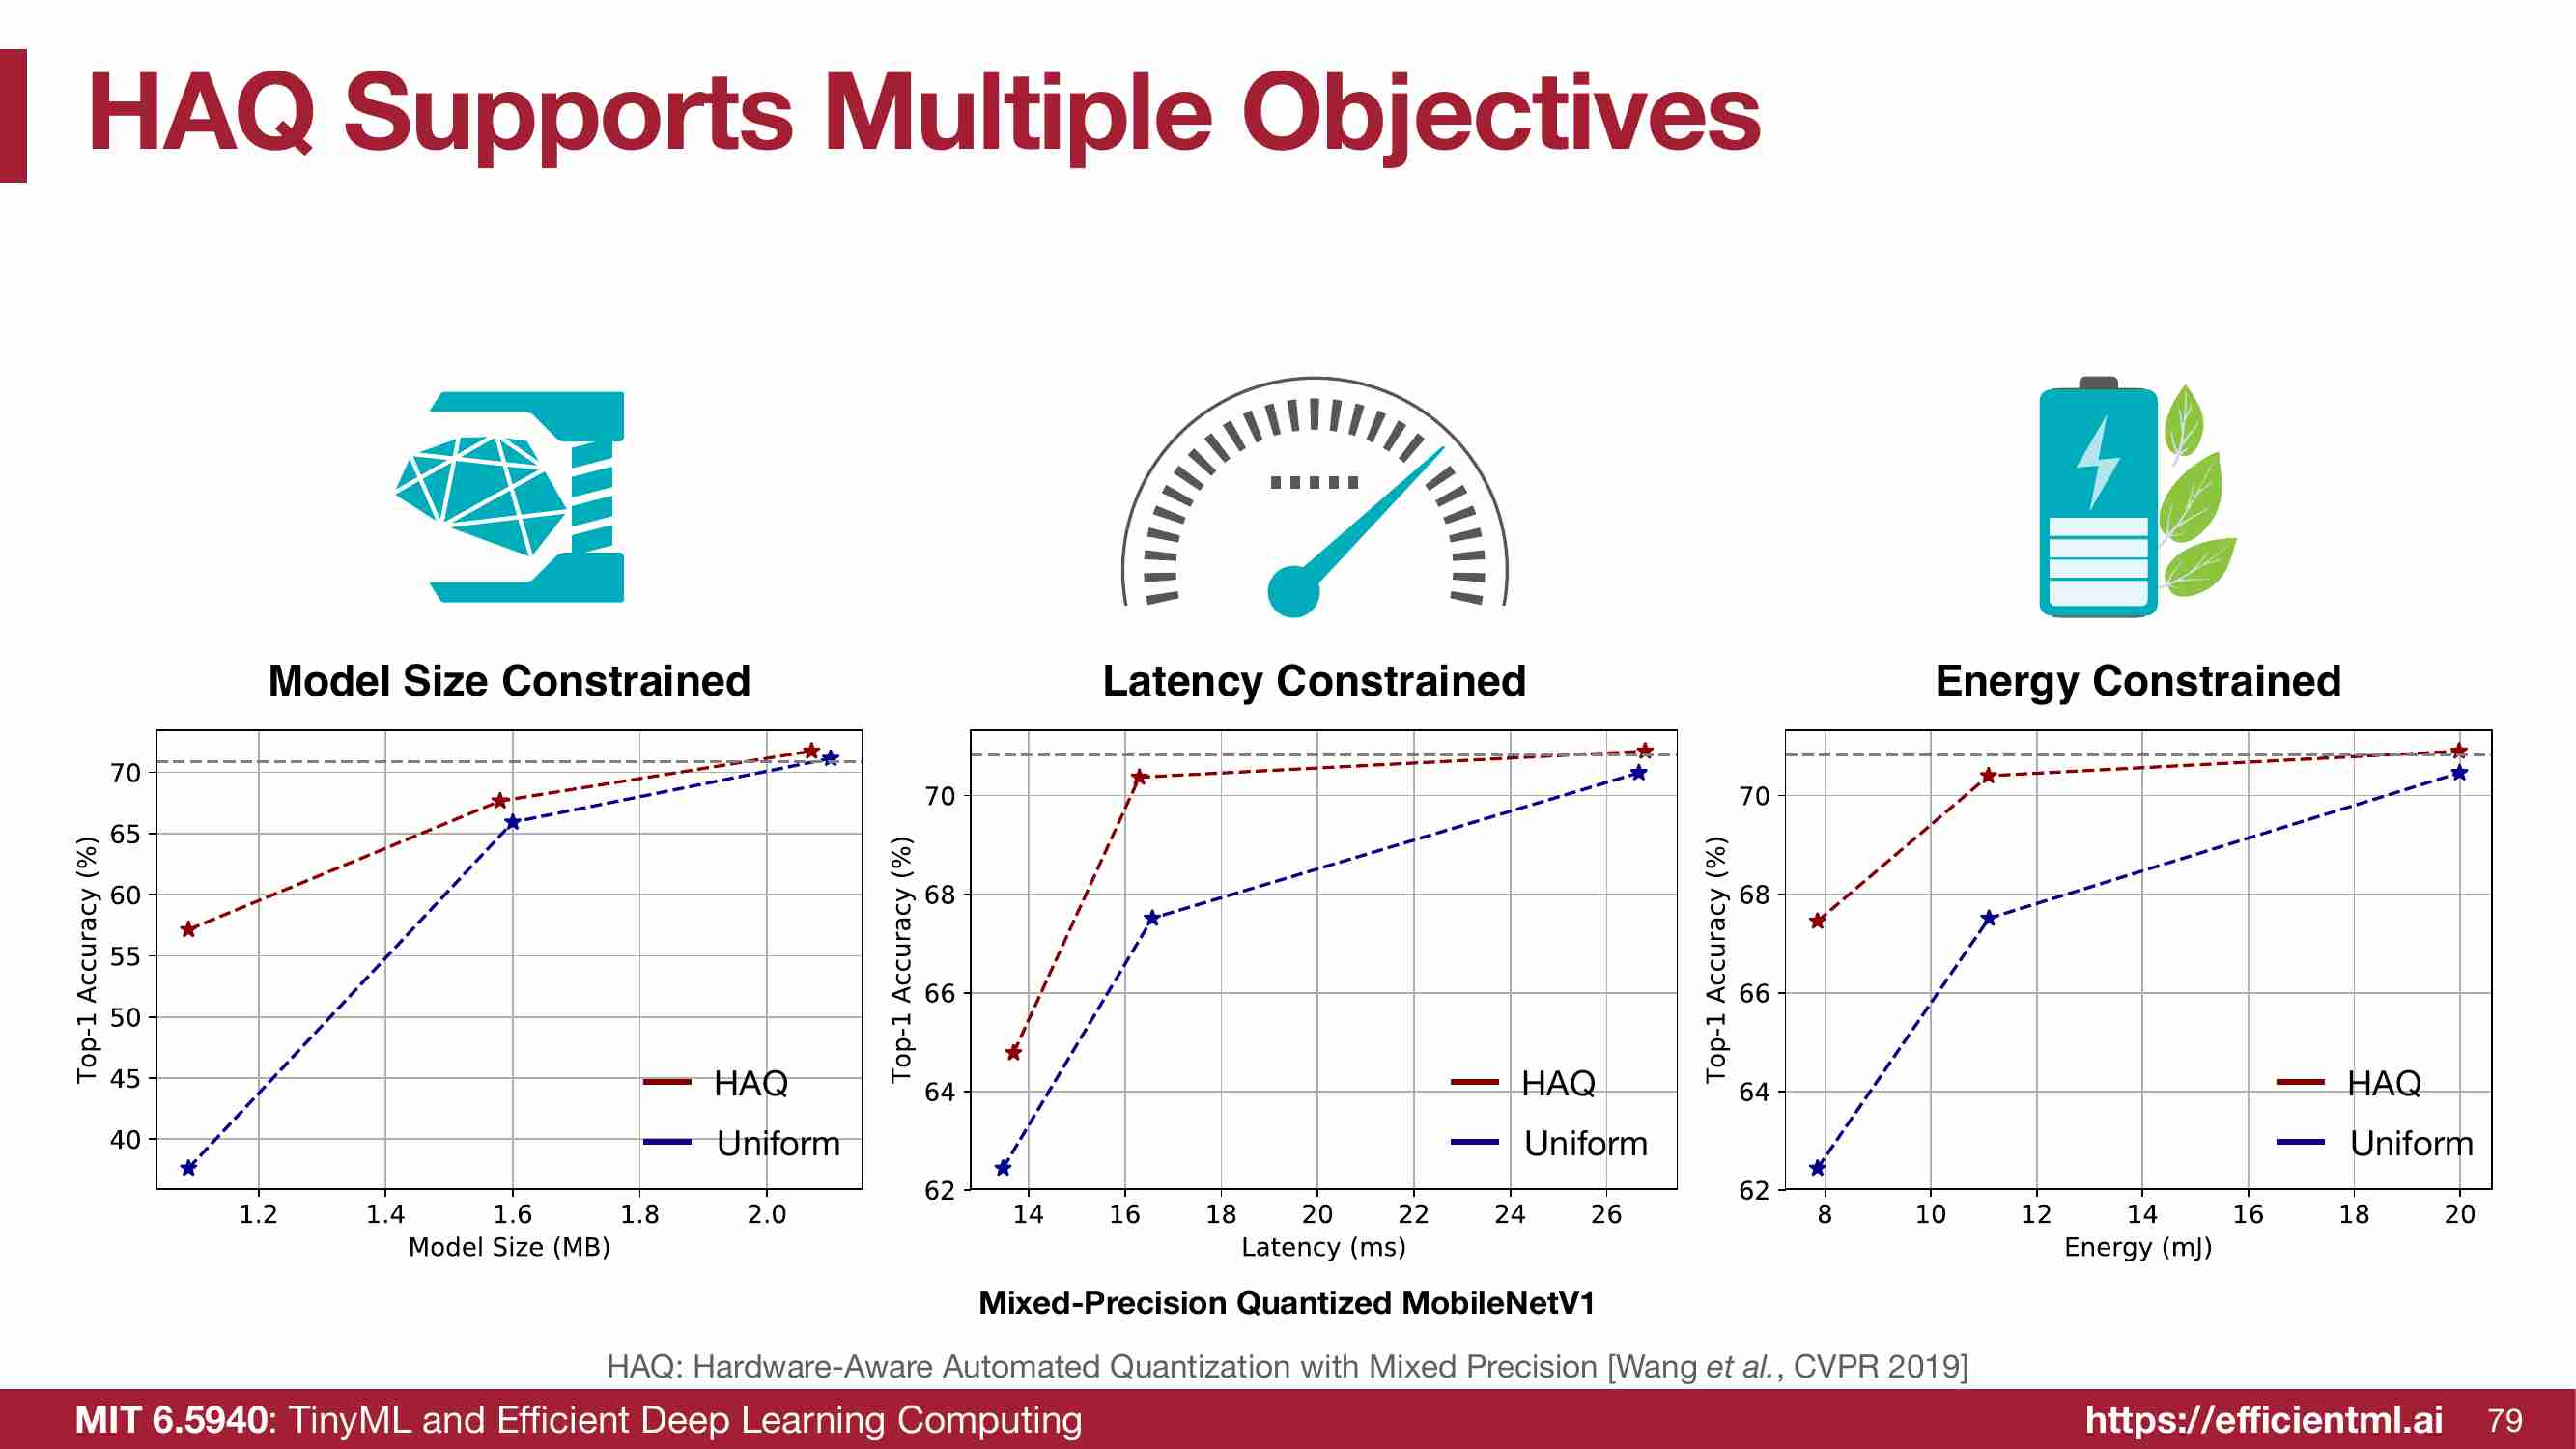 HAQ Supports Multiple Objectives
Model Size Constrained
Top-1 Accuracy (%)
70
65
60
55
50
45
40
HAQ
Uniform
1.2 1.4 1.6 1.8 2.0
Model Size (MB)
Latency Constrained
Top-1 Accuracy (%)
70
68
66
64
62
HAQ
Uniform
14 16 18 20 22 24 26
Latency (ms)
Energy Constrained
Top-1 Accuracy (%)
70
68
66
64
62
HAQ
Uniform
8 10 12 14 16 18 20
Energy (mJ)
Mixed-Precision Quantized MobileNetV1
HAQ: Hardware-Aware Automated Quantization with Mixed Precision [Wang et al., CVPR 2019]
MIT 6.5940: TinyML and Efficient Deep Learning Computing
https://efficientml.ai 79